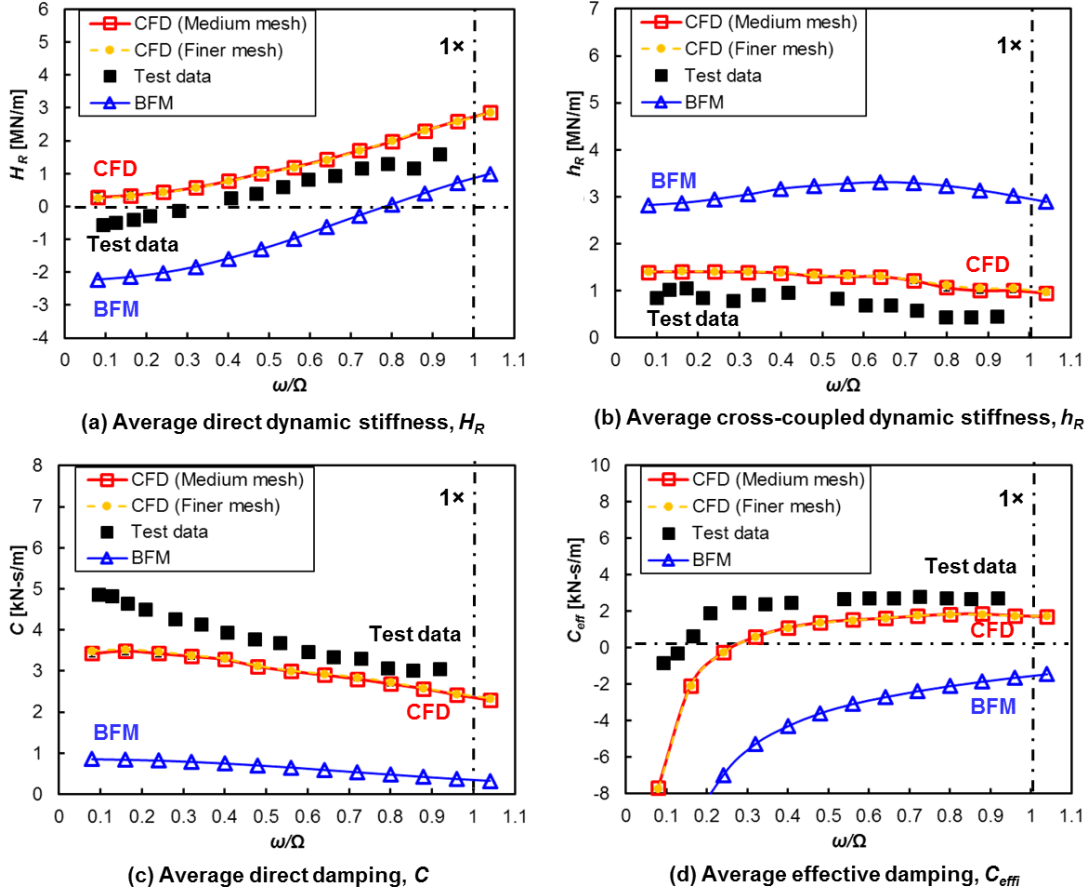 6
5
4
3
2
1
0
-1
-2
-3
-4
H_R [MN/m]
CFD (Medium mesh)
CFD (Finer mesh)
Test data
BFM
1×
CFD
Test data
BFM
0 0.1 0.2 0.3 0.4 0.5 0.6 0.7 0.8 0.9 1 1.1
ω/Ω
(a) Average direct dynamic stiffness, H_R
7
6
5
4
3
2
1
0
h_R [MN/m]
CFD (Medium mesh)
CFD (Finer mesh)
Test data
BFM
1×
BFM
CFD
Test data
0 0.1 0.2 0.3 0.4 0.5 0.6 0.7 0.8 0.9 1 1.1
ω/Ω
(b) Average cross-coupled dynamic stiffness, h_R
8
7
6
5
4
3
2
1
0
C [kN-s/m]
CFD (Medium mesh)
CFD (Finer mesh)
Test data
BFM
1×
Test data
CFD
BFM
0 0.1 0.2 0.3 0.4 0.5 0.6 0.7 0.8 0.9 1 1.1
ω/Ω
(c) Average direct damping, C
10
8
6
4
2
0
-2
-4
-6
-8
C_eff [kN-s/m]
CFD (Medium mesh)
CFD (Finer mesh)
Test data
BFM
1×
Test data
CFD
BFM
0 0.1 0.2 0.3 0.4 0.5 0.6 0.7 0.8 0.9 1 1.1
ω/Ω
(d) Average effective damping, C_effi